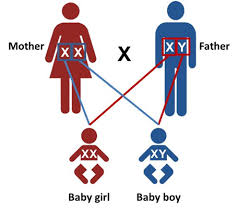 Mother X Father
X X X Y
XX XY
Baby girl Baby boy